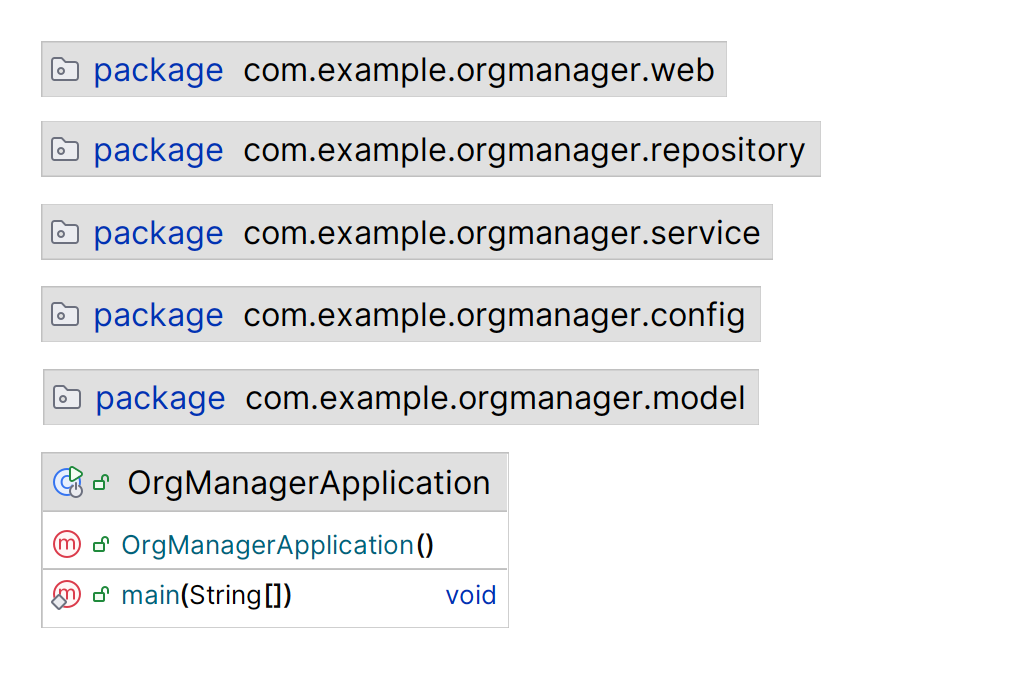 package com.example.orgmanager.web
package com.example.orgmanager.repository
package com.example.orgmanager.service
package com.example.orgmanager.config
package com.example.orgmanager.model
OrgManagerApplication
OrgManagerApplication()
main(String[]) void